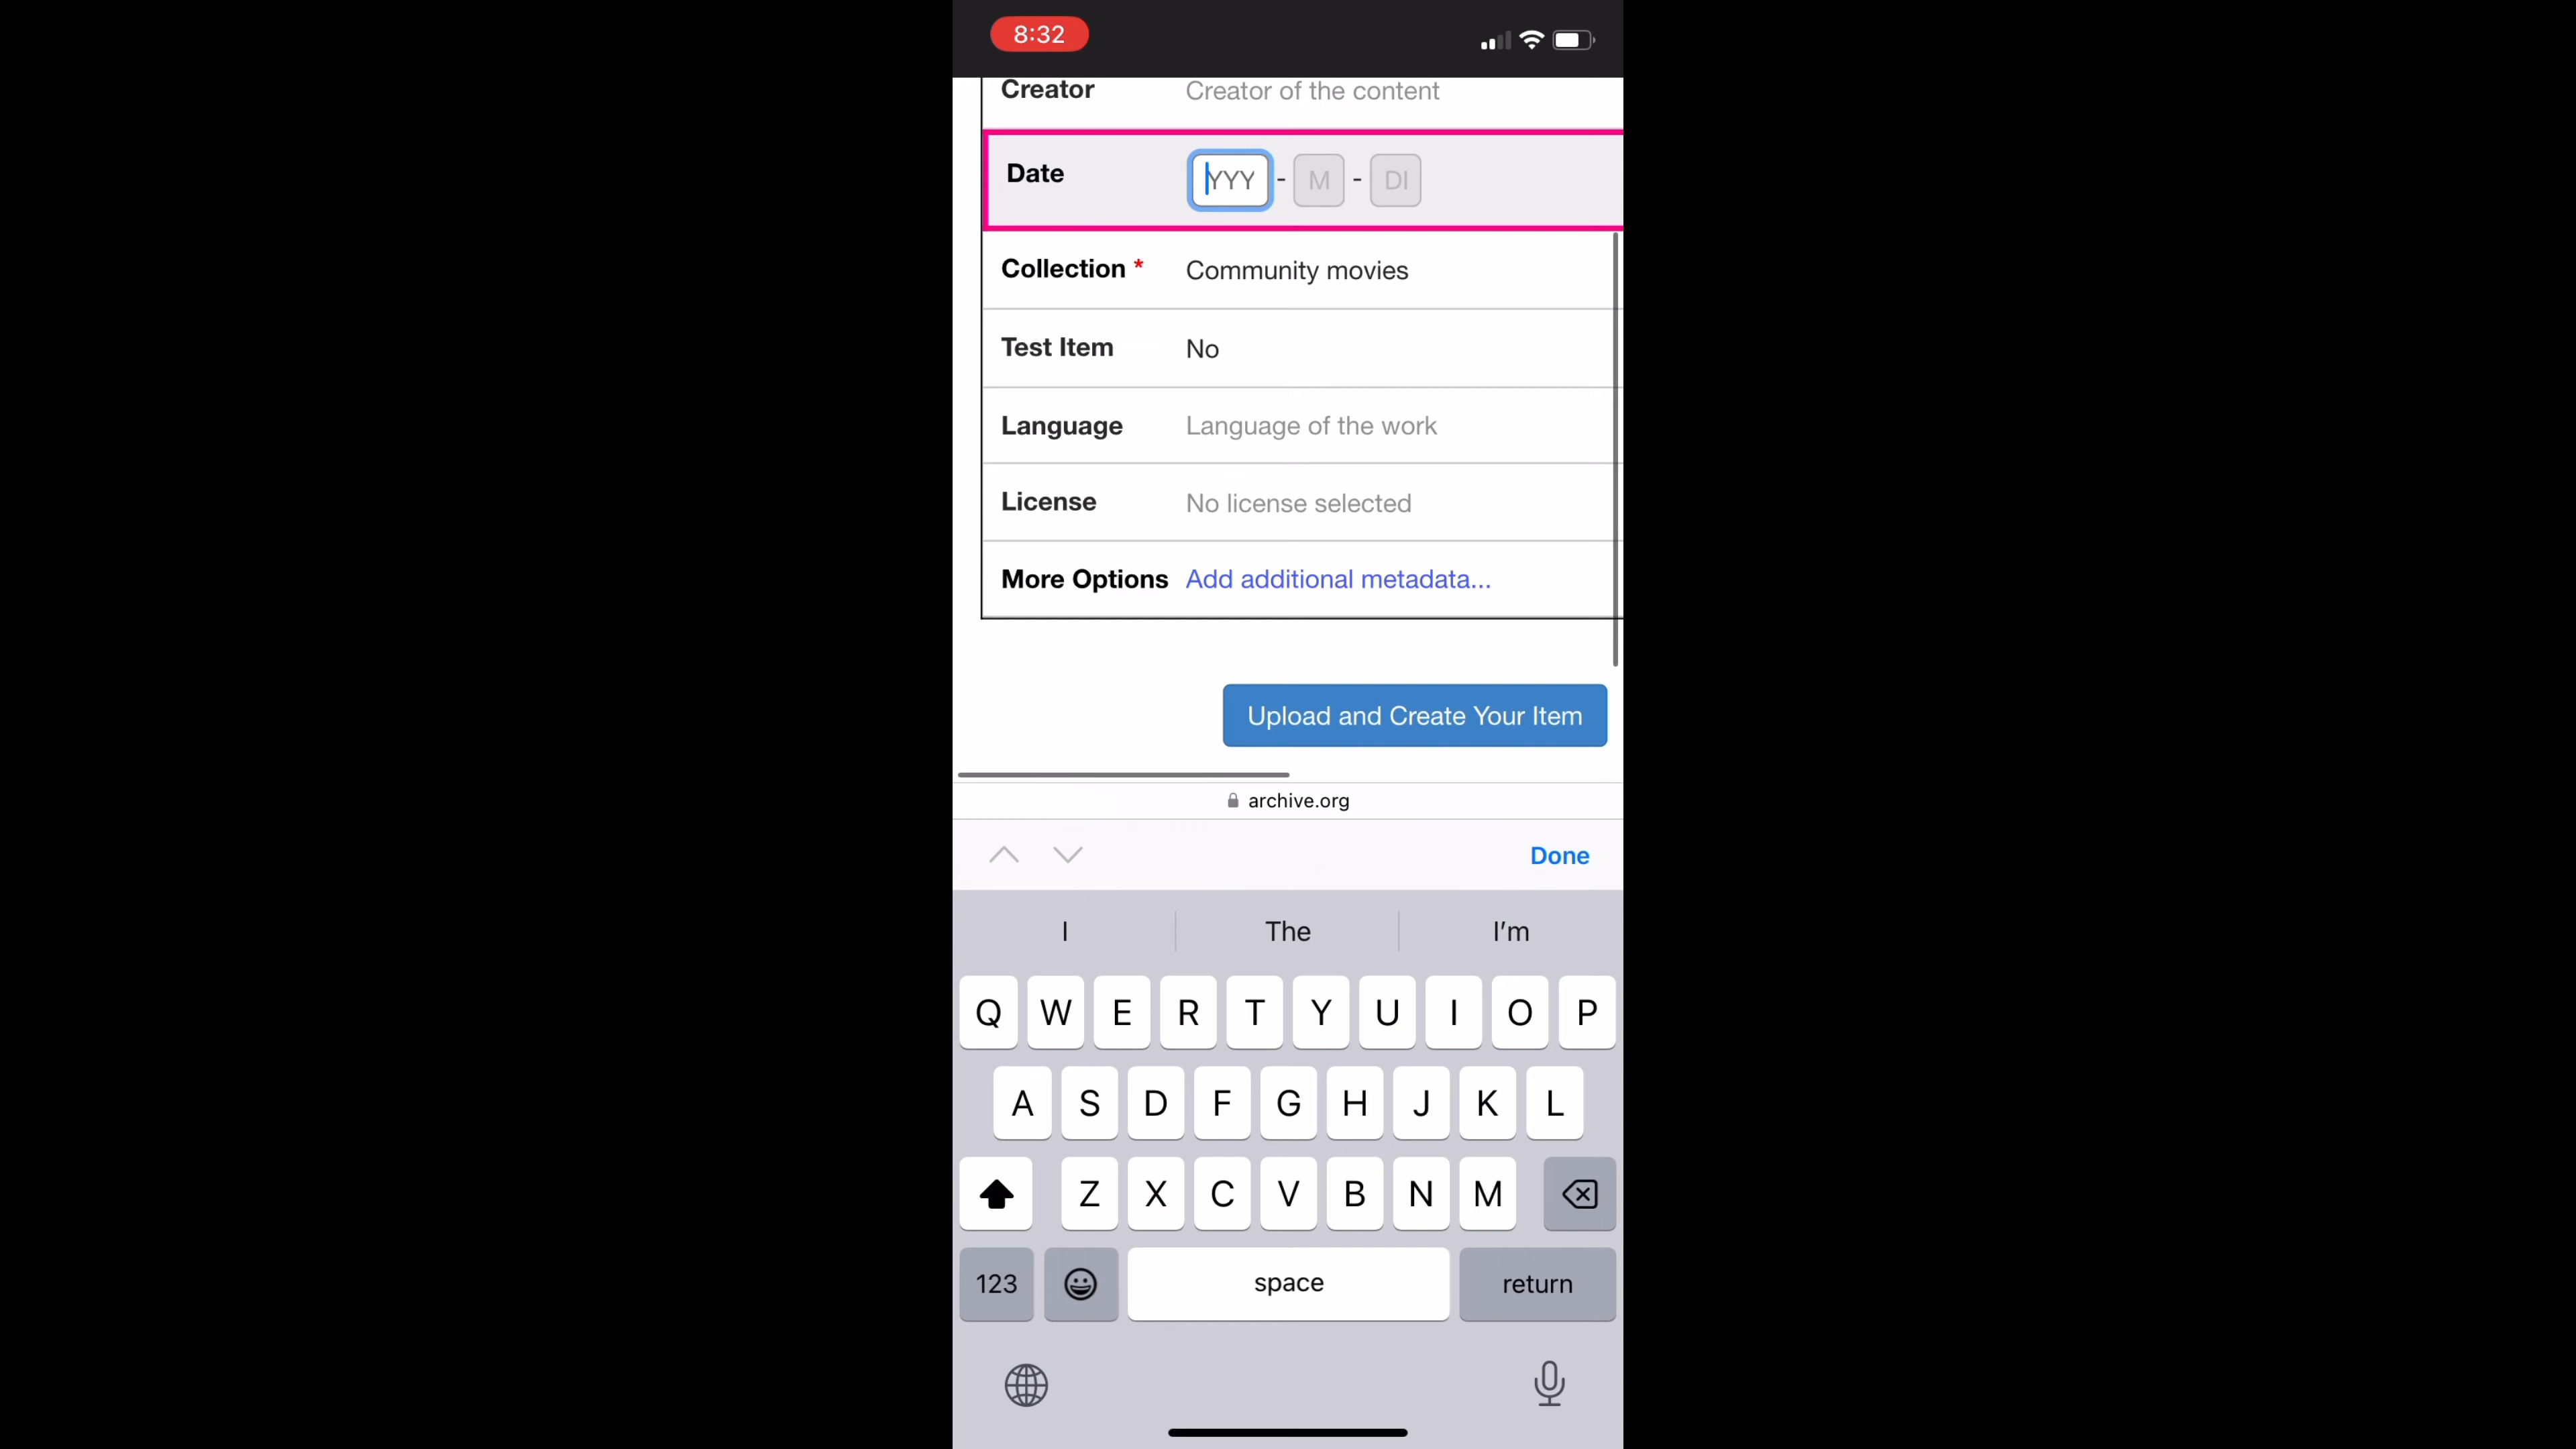 8:32
Creator Creator of the content
Date YYY - M - DI
Collection * Community movies
Test Item No
Language Language of the work
License No license selected
More Options Add additional metadata...
Upload and Create Your Item
archive.org
Done
I The I'm
Q W E R T Y U I O P
A S D F G H J K L
Z X C V B N M
123 space return